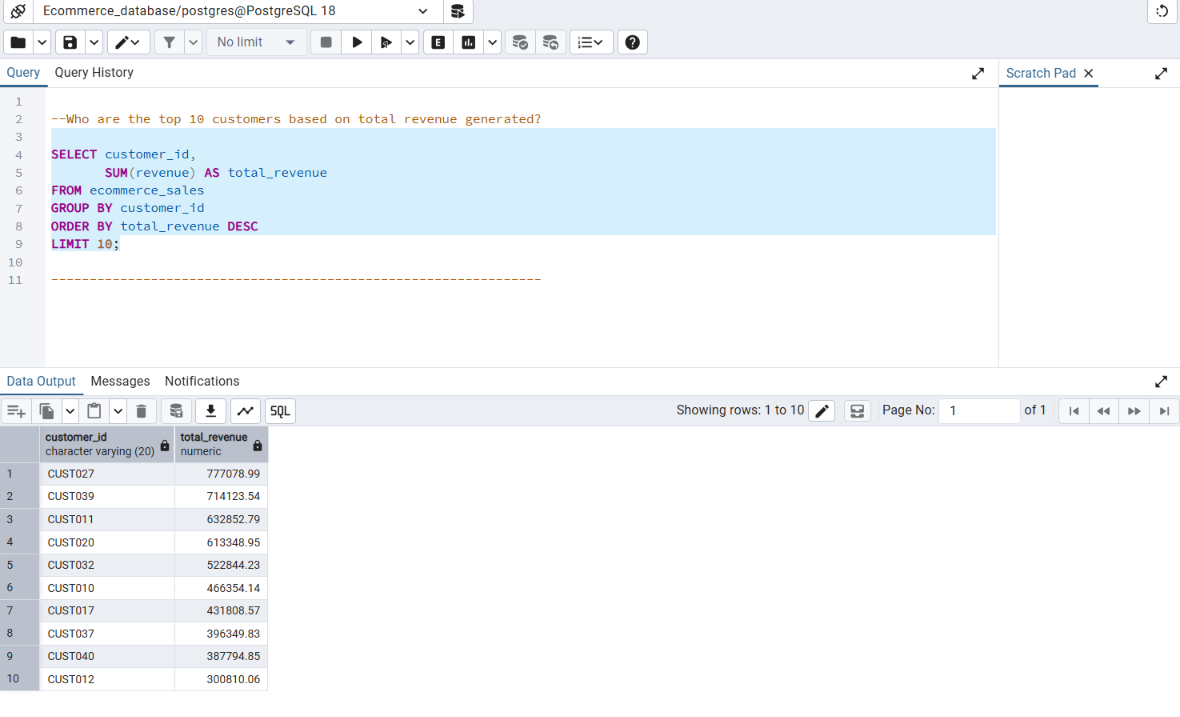 Ecommerce_database/postgres@PostgreSQL 18
No limit
E
Query Query History
Scratch Pad
1
2 --Who are the top 10 customers based on total revenue generated?
3
4 SELECT customer_id,
5 SUM(revenue) AS total_revenue
6 FROM ecommerce_sales
7 GROUP BY customer_id
8 ORDER BY total_revenue DESC
9 LIMIT 10;
10
11 ----------------------------------------------------------------
Data Output Messages Notifications
SQL Showing rows: 1 to 10 Page No: 1 of 1
customer_id total_revenue
character varying (20) numeric
1 CUST027 777078.99
2 CUST039 714123.54
3 CUST011 632852.79
4 CUST020 613348.95
5 CUST032 522844.23
6 CUST010 466354.14
7 CUST017 431808.57
8 CUST037 396349.83
9 CUST040 387794.85
10 CUST012 300810.06